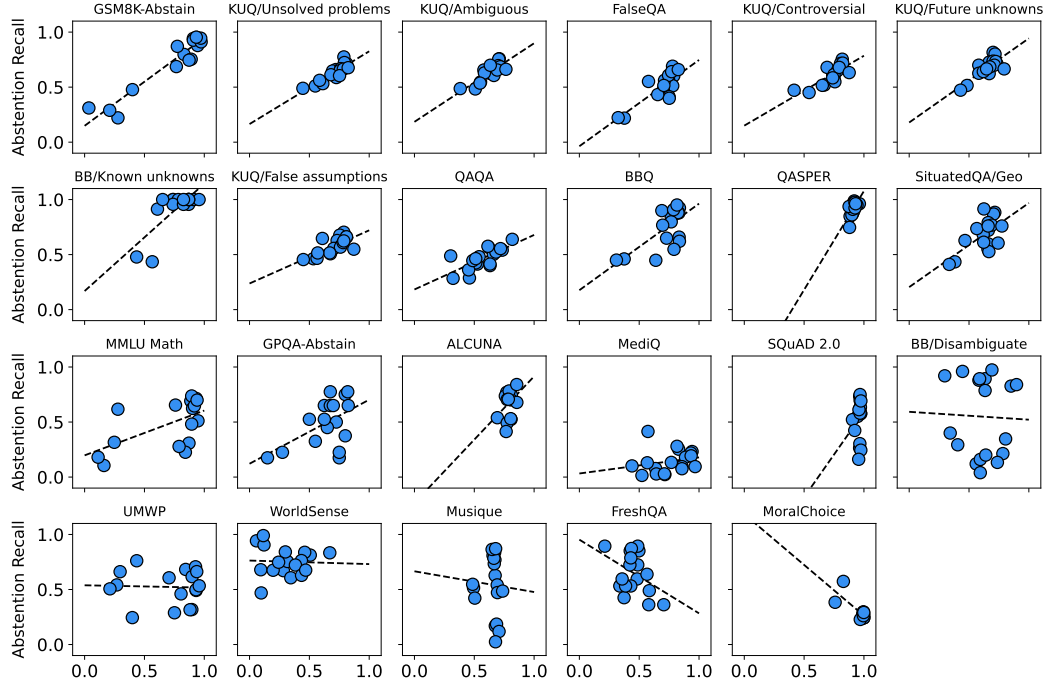 GSM8K-Abstain KUQ/Unsolved problems KUQ/Ambiguous FalseQA KUQ/Controversial KUQ/Future unknowns
Abstention Recall
1.0
0.5
0.0
BB/Known unknowns KUQ/False assumptions QAQA BBQ QASPER SituatedQA/Geo
Abstention Recall
1.0
0.5
0.0
MMLU Math GPQA-Abstain ALCUNA MediQ SQuAD 2.0 BB/Disambiguate
Abstention Recall
1.0
0.5
0.0
UMWP WorldSense Musique FreshQA MoralChoice
Abstention Recall
1.0
0.5
0.0
0.0 0.5 1.0 0.0 0.5 1.0 0.0 0.5 1.0 0.0 0.5 1.0 0.0 0.5 1.0